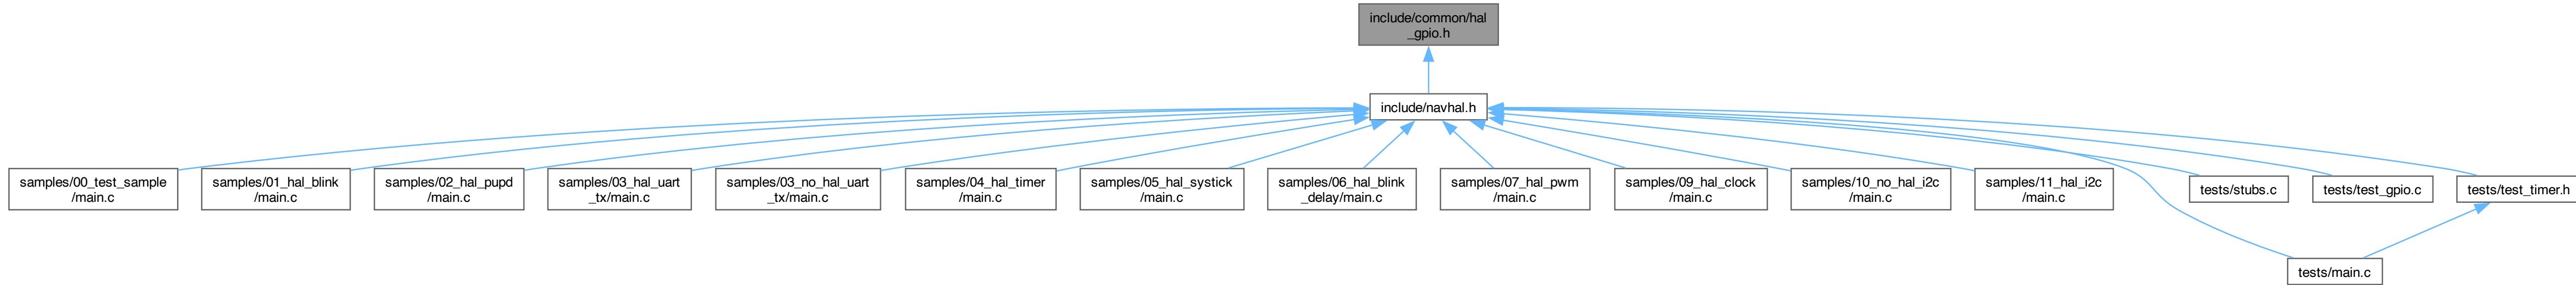 include/common/hal
_gpio.h
include/navhal.h
samples/00_test_sample
/main.c
samples/01_hal_blink
/main.c
samples/02_hal_pupd
/main.c
samples/03_hal_uart
_tx/main.c
samples/03_no_hal_uart
_tx/main.c
samples/04_hal_timer
/main.c
samples/05_hal_systick
/main.c
samples/06_hal_blink
_delay/main.c
samples/07_hal_pwm
/main.c
samples/09_hal_clock
/main.c
samples/10_no_hal_i2c
/main.c
samples/11_hal_i2c
/main.c
tests/stubs.c
tests/test_gpio.c
tests/test_timer.h
tests/main.c